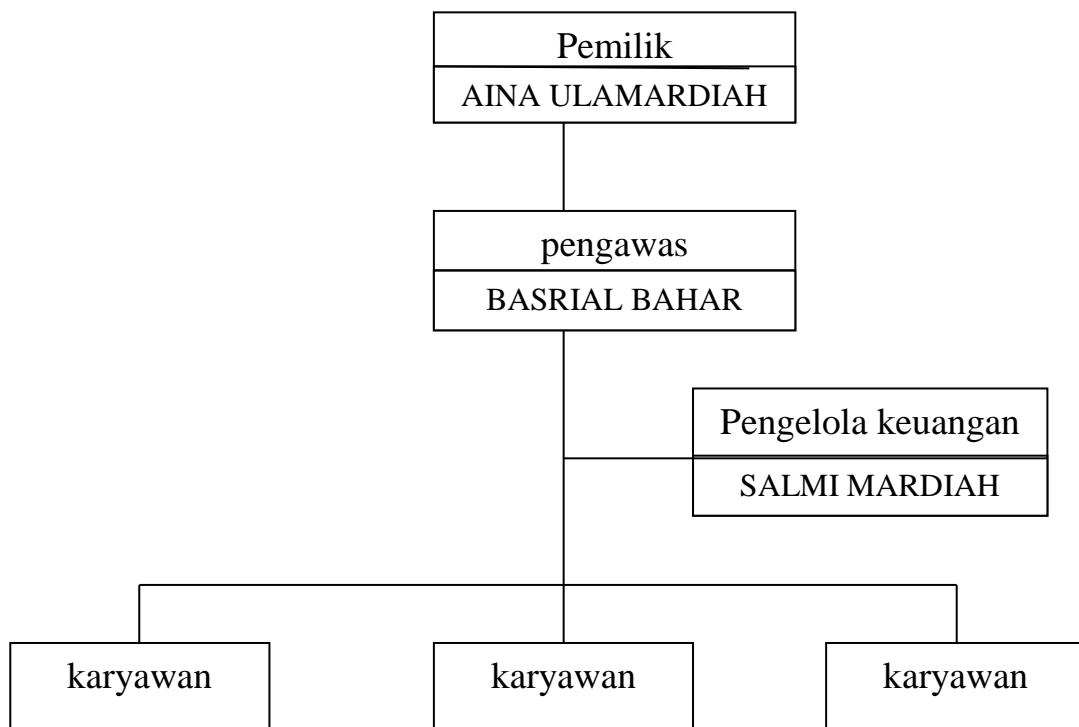 Pemilik
AINA ULAMARDIAH
pengawas
BASRIAL BAHAR
Pengelola keuangan
SALMI MARDIAH
karyawan
karyawan
karyawan